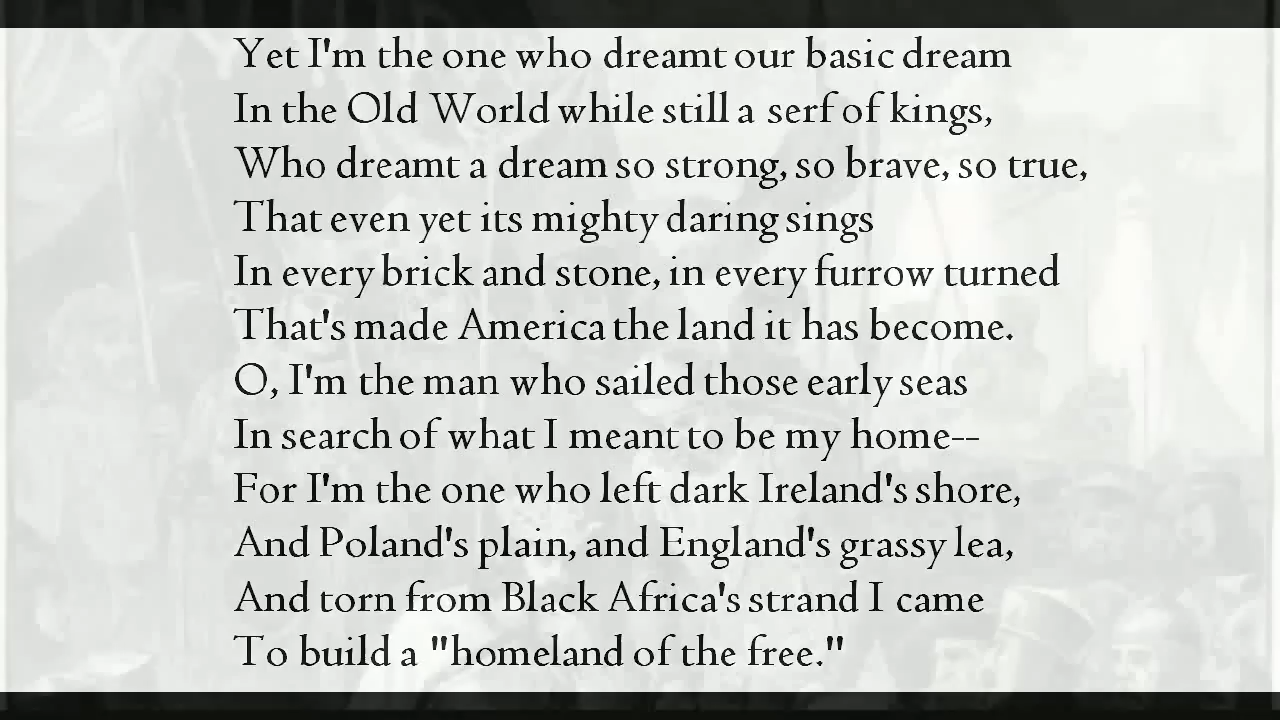 Yet I'm the one who dreamt our basic dream
In the Old World while still a serf of kings,
Who dreamt a dream so strong, so brave, so true,
That even yet its mighty daring sings
In every brick and stone, in every furrow turned
That's made America the land it has become.
O, I'm the man who sailed those early seas
In search of what I meant to be my home--
For I'm the one who left dark Ireland's shore,
And Poland's plain, and England's grassy lea,
And torn from Black Africa's strand I came
To build a "homeland of the free."